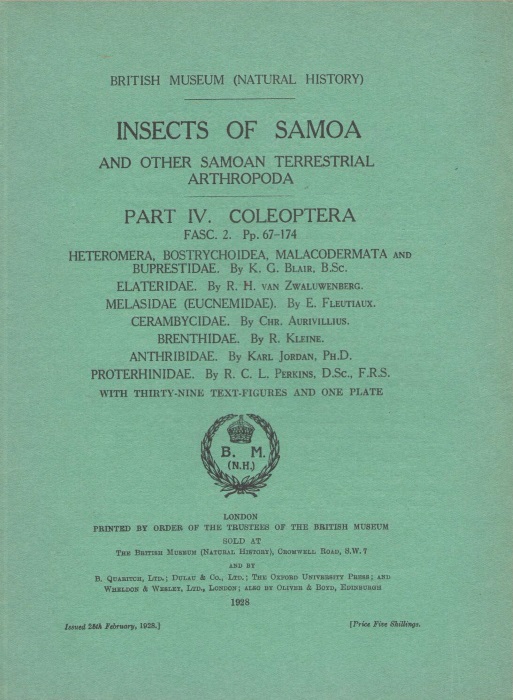 BRITISH MUSEUM (NATURAL HISTORY)
INSECTS OF SAMOA
AND OTHER SAMOAN TERRESTRIAL
ARTHROPODA
PART IV. COLEOPTERA
FASC. 2. Pp. 67–174
HETEROMERA, BOSTRYCHOIDEA, MALACODERMATA AND
BUPRESTIDAE. By K. G. BLAIR, B.Sc.
ELATERIDAE. By R. H. VAN ZWALUWENBERG.
MELASIDAE (EUCNEMIDAE). By E. FLEUTIAUX.
CERAMBYCIDAE. By CHR. AURIVILLIUS.
BRENTHIDAE. By R. KLEINE.
ANTHRIBIDAE. By KARL JORDAN, PH.D.
PROTERHINIDAE. By R. C. L. PERKINS, D.Sc., F.R.S.
WITH THIRTY-NINE TEXT-FIGURES AND ONE PLATE
B. M.
(N.H.)
LONDON
PRINTED BY ORDER OF THE TRUSTEES OF THE BRITISH MUSEUM
SOLD AT
THE BRITISH MUSEUM (NATURAL HISTORY), CROMWELL ROAD, S.W. 7
AND BY
B. QUARITCH, LTD.; DULAU & CO., LTD.; THE OXFORD UNIVERSITY PRESS; AND
WHELDON & WESLEY, LTD., LONDON; ALSO BY OLIVER & BOYD, EDINBURGH
1928
Issued 25th February, 1928.] [Price Five Shillings.